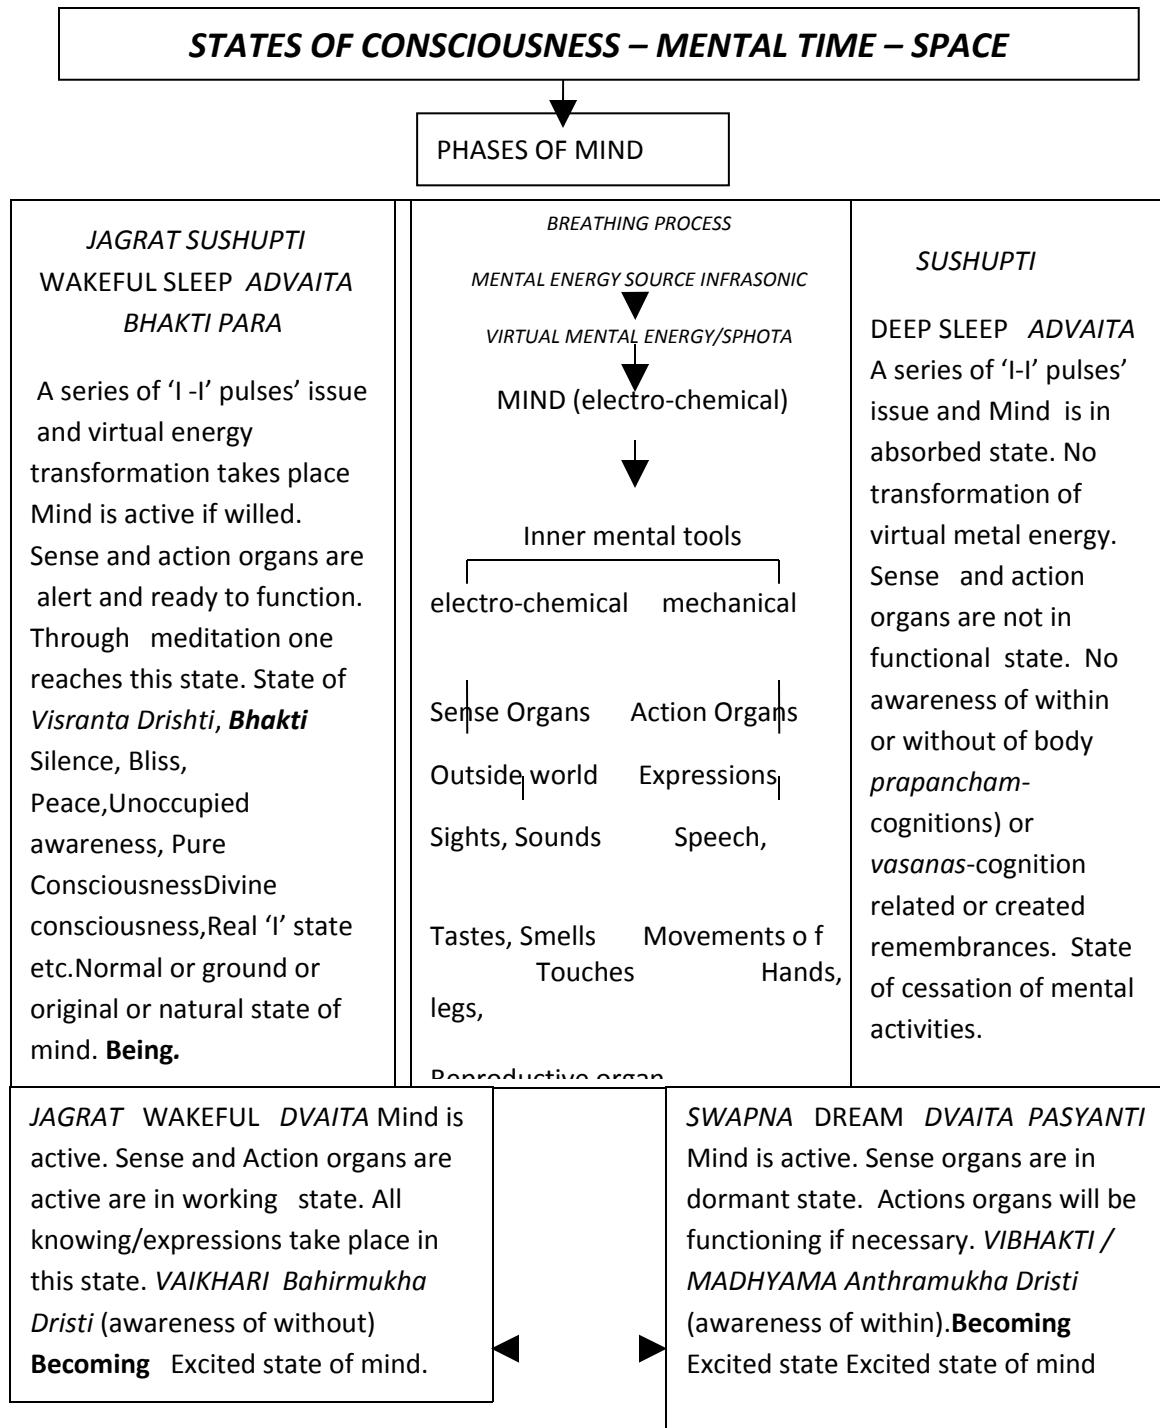 STATES OF CONSCIOUSNESS – MENTAL TIME – SPACE
PHASES OF MIND
JAGRAT SUSHUPTI
WAKEFUL SLEEP ADVAITA
BHAKTI PARA
A series of ‘I -I’ pulses’ issue
and virtual energy
transformation takes place
Mind is active if willed.
Sense and action organs are
alert and ready to function.
Through meditation one
reaches this state. State of
Visranta Drishti, Bhakti
Silence, Bliss,
Peace,Unoccupied
awareness, Pure
ConsciousnessDivine
consciousness,Real ‘I’ state
etc.Normal or ground or
original or natural state of
mind. Being.
BREATHING PROCESS
MENTAL ENERGY SOURCE INFRASONIC
VIRTUAL MENTAL ENERGY/SPHOTA
MIND (electro-chemical)
Inner mental tools
electro-chemical mechanical
Sense Organs Action Organs
Outside world Expressions
Sights, Sounds Speech,
Tastes, Smells Movements o f
Touches Hands,
legs,
Reproductive organ
SUSHUPTI
DEEP SLEEP ADVAITA
A series of ‘I-I’ pulses’
issue and Mind is in
absorbed state. No
transformation of
virtual metal energy.
Sense and action
organs are not in
functional state. No
awareness of within
or without of body
prapancham-
cognitions) or
vasanas-cognition
related or created
remembrances. State
of cessation of mental
activities.
JAGRAT WAKEFUL DVAITA Mind is
active. Sense and Action organs are
active are in working state. All
knowing/expressions take place in
this state. VAIKHARI Bahirmukha
Dristi (awareness of without)
Becoming Excited state of mind.
SWAPNA DREAM DVAITA PASYANTI
Mind is active. Sense organs are in
dormant state. Actions organs will be
functioning if necessary. VIBHAKTI /
MADHYAMA Anthramukha Dristi
(awareness of within).Becoming
Excited state Excited state of mind